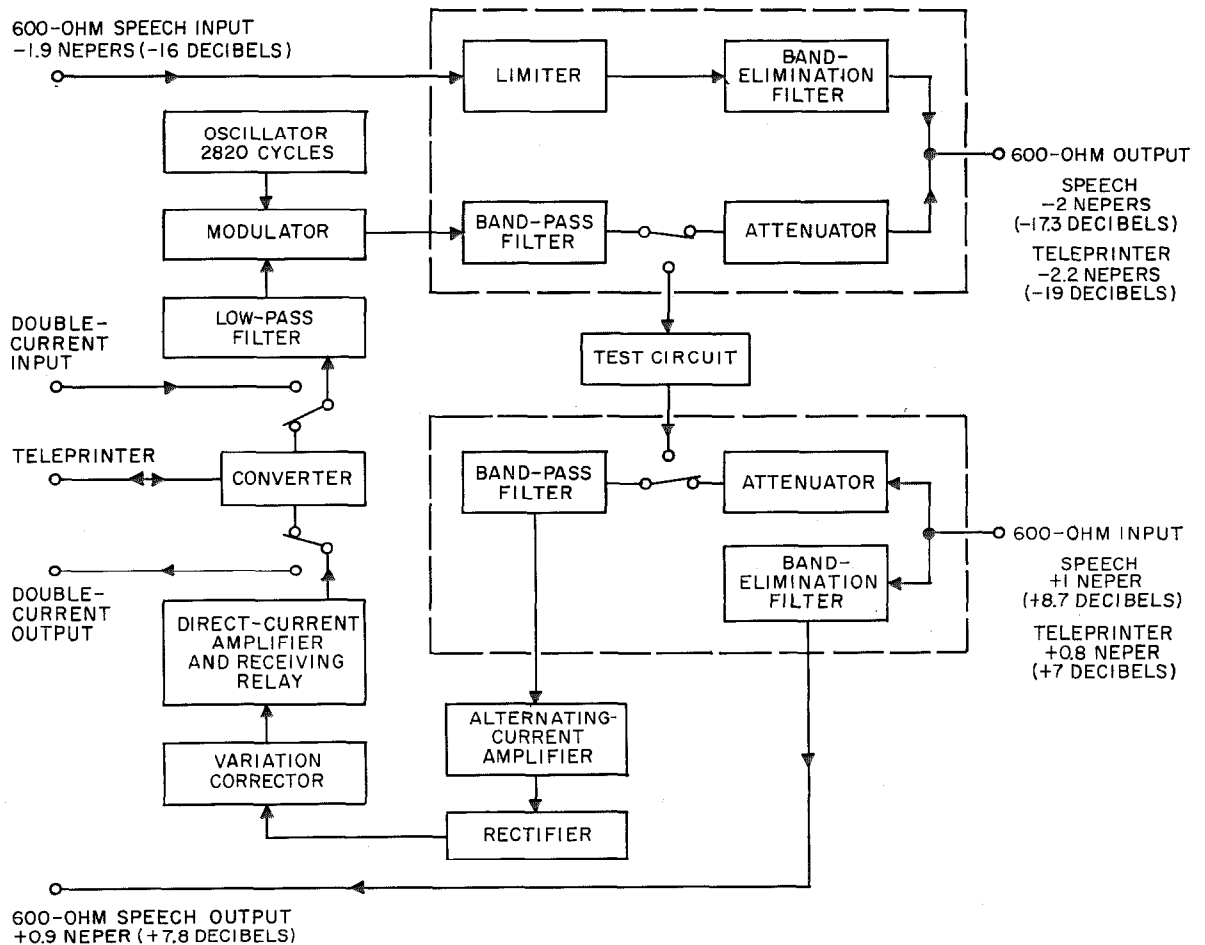 600-OHM SPEECH INPUT
-1.9 NEPERS (-16 DECIBELS)
LIMITER
BAND-
ELIMINATION
FILTER
OSCILLATOR
2820 CYCLES
MODULATOR
BAND-PASS
FILTER
ATTENUATOR
600-OHM OUTPUT
SPEECH
-2 NEPERS
(-17.3 DECIBELS)
TELEPRINTER
-2.2 NEPERS
(-19 DECIBELS)
LOW-PASS
FILTER
DOUBLE-
CURRENT
INPUT
TEST CIRCUIT
TELEPRINTER
CONVERTER
BAND-PASS
FILTER
ATTENUATOR
600-OHM INPUT
SPEECH
+1 NEPER
(+8.7 DECIBELS)
TELEPRINTER
+0.8 NEPER
(+7 DECIBELS)
BAND-
ELIMINATION
FILTER
DOUBLE-
CURRENT
OUTPUT
DIRECT-CURRENT
AMPLIFIER
AND RECEIVING
RELAY
ALTERNATING-
CURRENT
AMPLIFIER
VARIATION
CORRECTOR
RECTIFIER
600-OHM SPEECH OUTPUT
+0.9 NEPER (+7.8 DECIBELS)